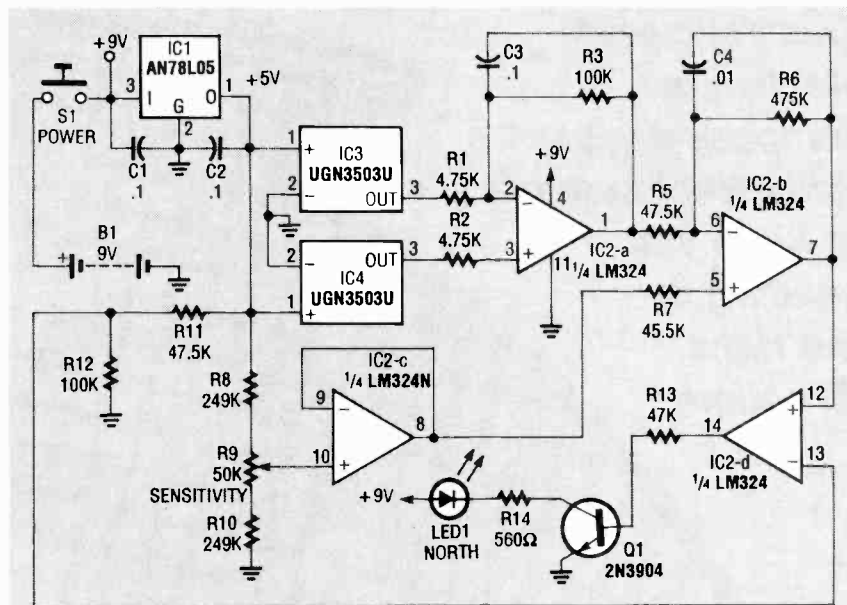 +9V
IC1
AN78L05
3
I
G
O
1
+5V
2
S1
POWER
C1
.1
C2
.1
B1
+
9V
1
+
IC3
UGN3503U
2
−
OUT
3
R1
4.75K
2
−
IC4
UGN3503U
OUT
3
1
+
R2
4.75K
C3
.1
R3
100K
+9V
2
−
4
3
+
1
IC2-a
11
1/4 LM324
R5
47.5K
C4
.01
R6
475K
IC2-b
1/4 LM324
6
−
7
5
+
R7
45.5K
R11
47.5K
R12
100K
R8
249K
R9
50K
SENSITIVITY
R10
249K
IC2-c
1/4 LM324N
9
−
8
10
+
+9V
LED1
NORTH
R14
560Ω
Q1
2N3904
R13
47K
14
12
+
13
−
IC2-d
1/4 LM324